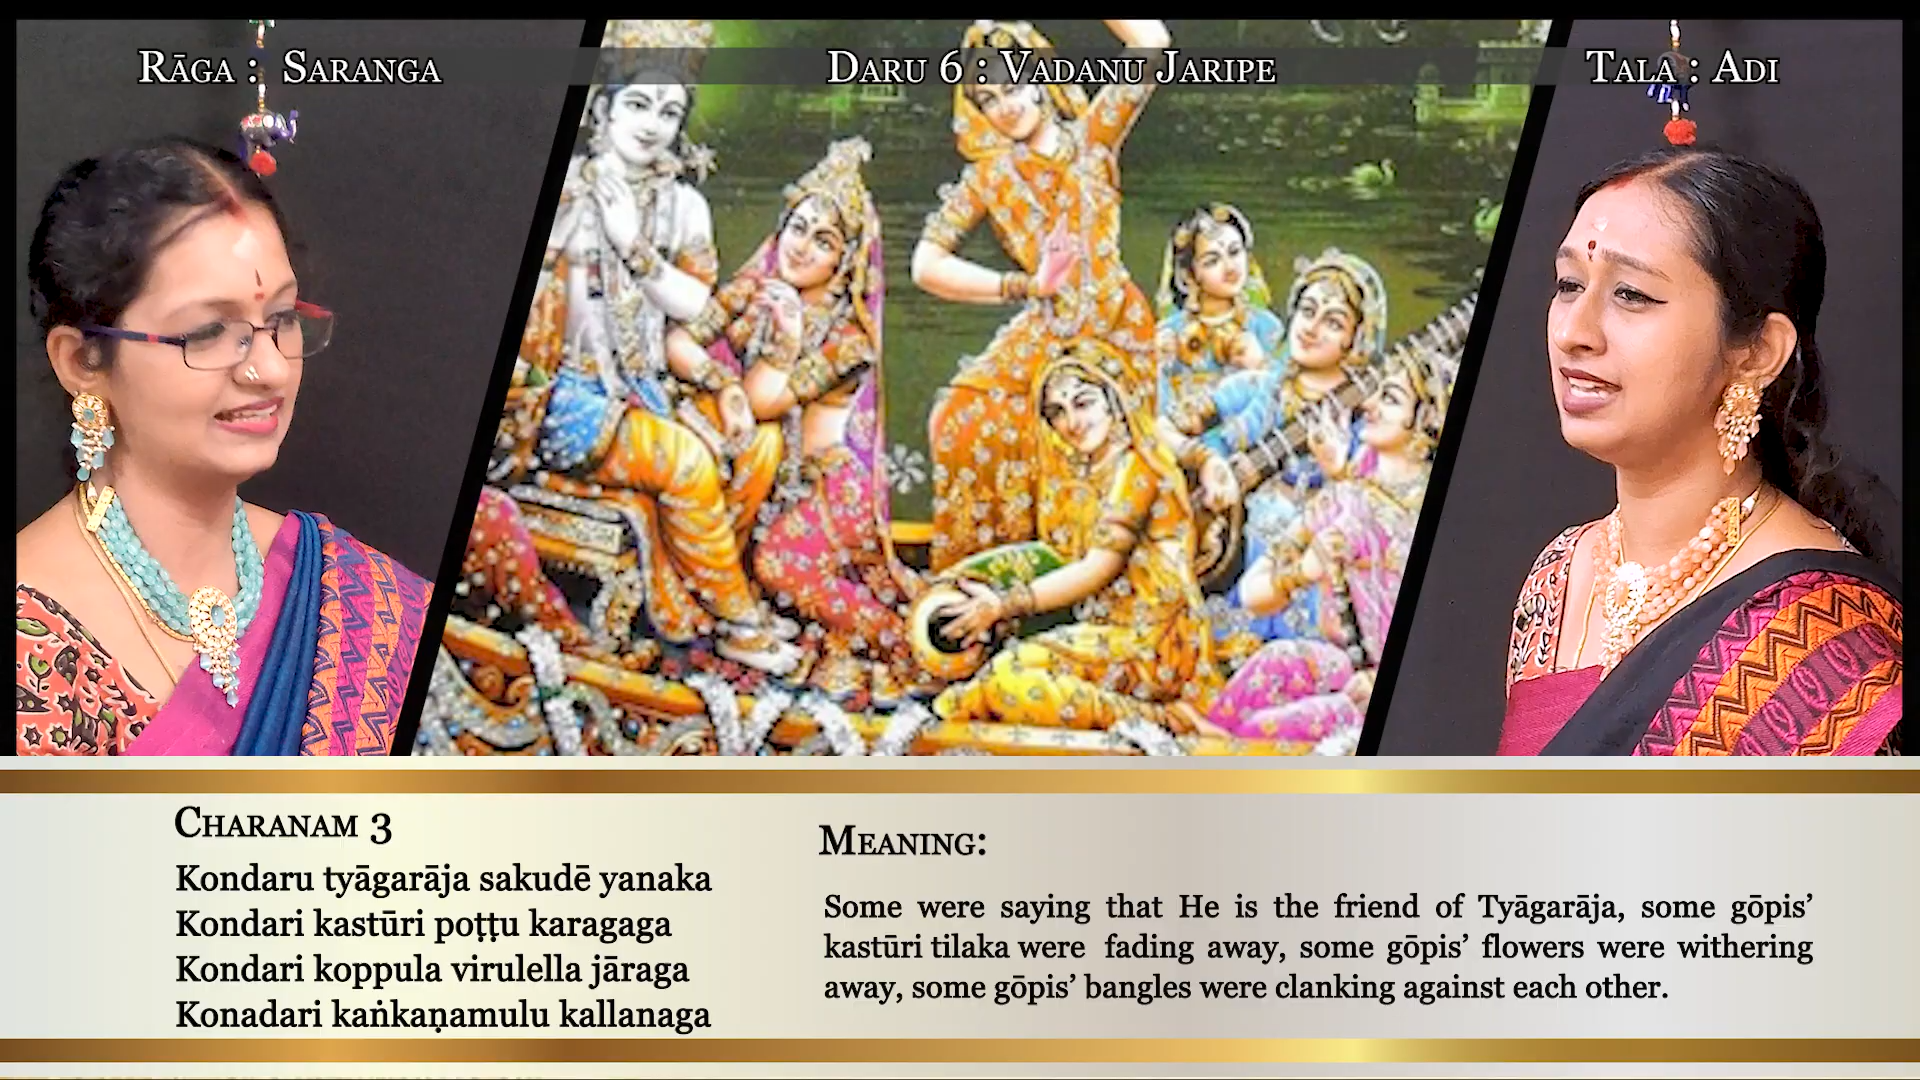 Rāga : Saranga
Daru 6 : Vadanu Jaripe
Tala : Adi
Charanam 3
Kondaru tyāgarāja sakudē yanaka
Kondari kastūri poṭṭu karagaga
Kondari koppula virulella jāraga
Konadari kaṅkaṇamulu kallanaga
Meaning:
Some were saying that He is the friend of Tyāgarāja, some gōpis’
kastūri tilaka were fading away, some gōpis’ flowers were withering
away, some gōpis’ bangles were clanking against each other.